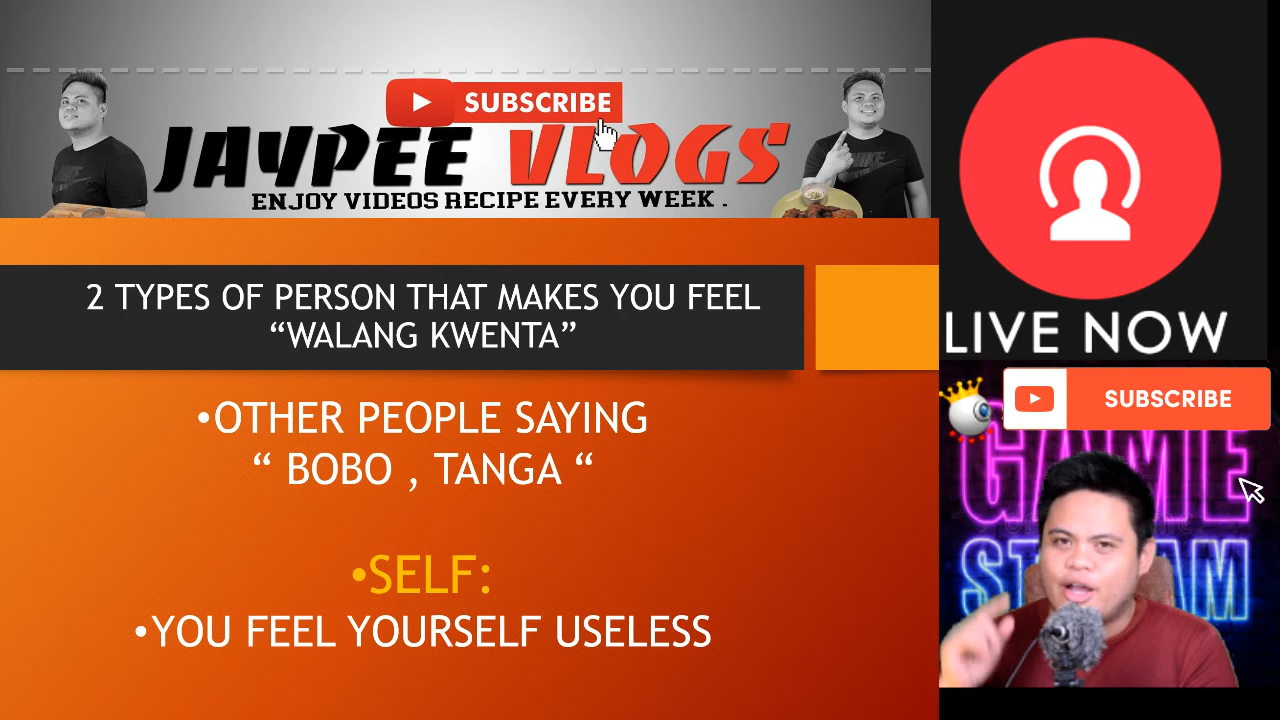 SUBSCRIBE
JAYPEE VLOGS
ENJOY VIDEOS RECIPE EVERY WEEK .
2 TYPES OF PERSON THAT MAKES YOU FEEL
“WALANG KWENTA”
•OTHER PEOPLE SAYING
“ BOBO , TANGA “
•SELF:
•YOU FEEL YOURSELF USELESS
LIVE NOW
SUBSCRIBE
GAME
STREAM